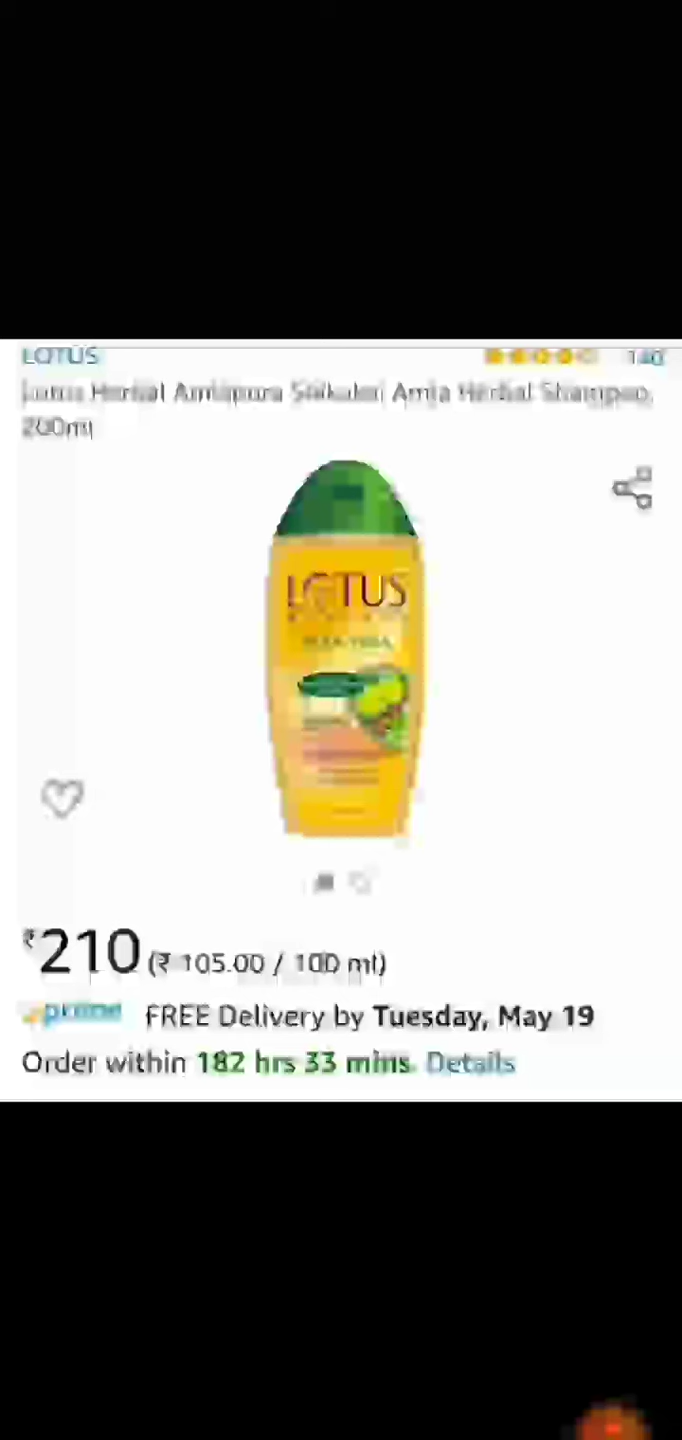 LOTUS 140
Lotus Herbal Amlapura Shikakai Amla Herbal Shampoo,
200ml
LOTUS
₹210 (₹ 105.00 / 100 ml)
prime FREE Delivery by Tuesday, May 19
Order within 182 hrs 33 mins. Details